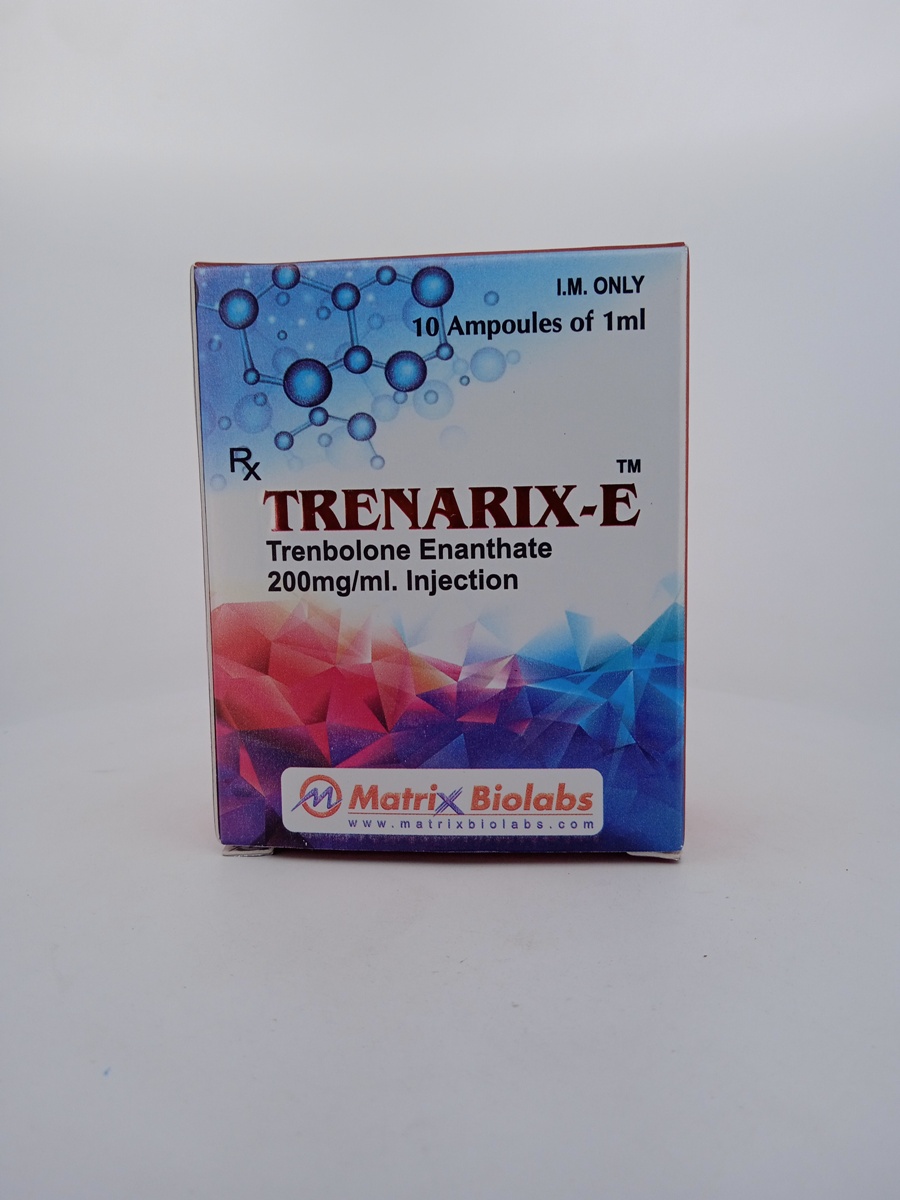 I.M. ONLY
10 Ampoules of 1ml
Rx
TRENARIX-E™
Trenbolone Enanthate
200mg/ml. Injection
Matrix Biolabs
www.matrixbiolabs.com